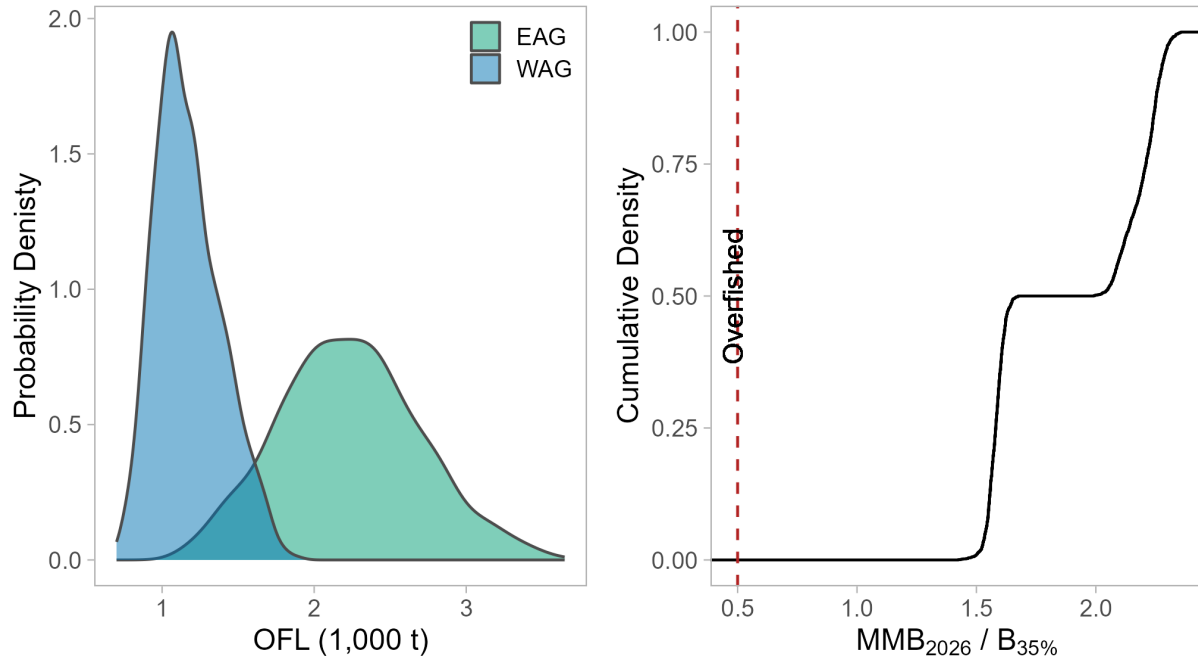 Probability Denisty
2.0
1.5
1.0
0.5
0.0
1
2
3
OFL (1,000 t)
EAG
WAG
Cumulative Density
1.00
0.75
0.50
0.25
0.00
Overfished
0.5
1.0
1.5
2.0
MMB2026 / B35%